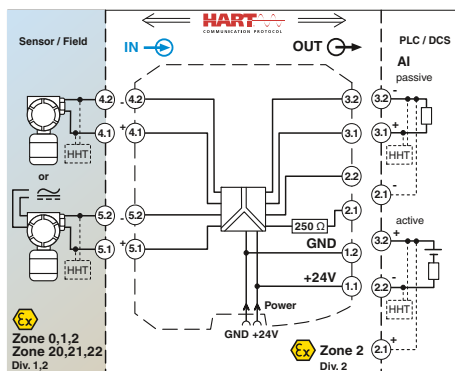 Sensor / Field
HART
COMMUNICATION PROTOCOL
PLC / DCS
IN
OUT
AI
passive
4.2
-
4.2
3.2
3.2
-
4.1
+
4.1
3.1
3.1
+
HHT
HHT
or
2.2
2.1
-
5.2
-
5.2
250 Ω
2.1
active
GND
1.2
3.2
+
5.1
+
5.1
+24V
1.1
2.2
-
HHT
HHT
Power
GND +24V
2.1
+
Ex
Zone 0,1,2
Zone 20,21,22
Div. 1,2
Ex
Zone 2
Div. 2